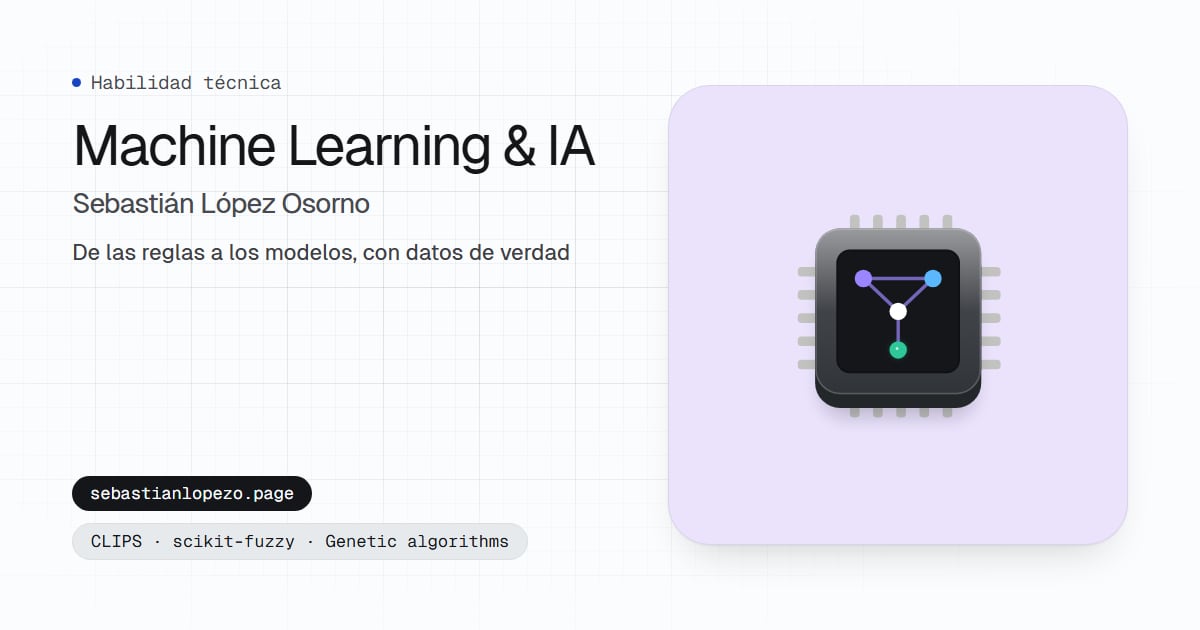 Habilidad técnica
Machine Learning & IA
Sebastián López Osorno
De las reglas a los modelos, con datos de verdad
sebastianlopezo.page
CLIPS · scikit-fuzzy · Genetic algorithms